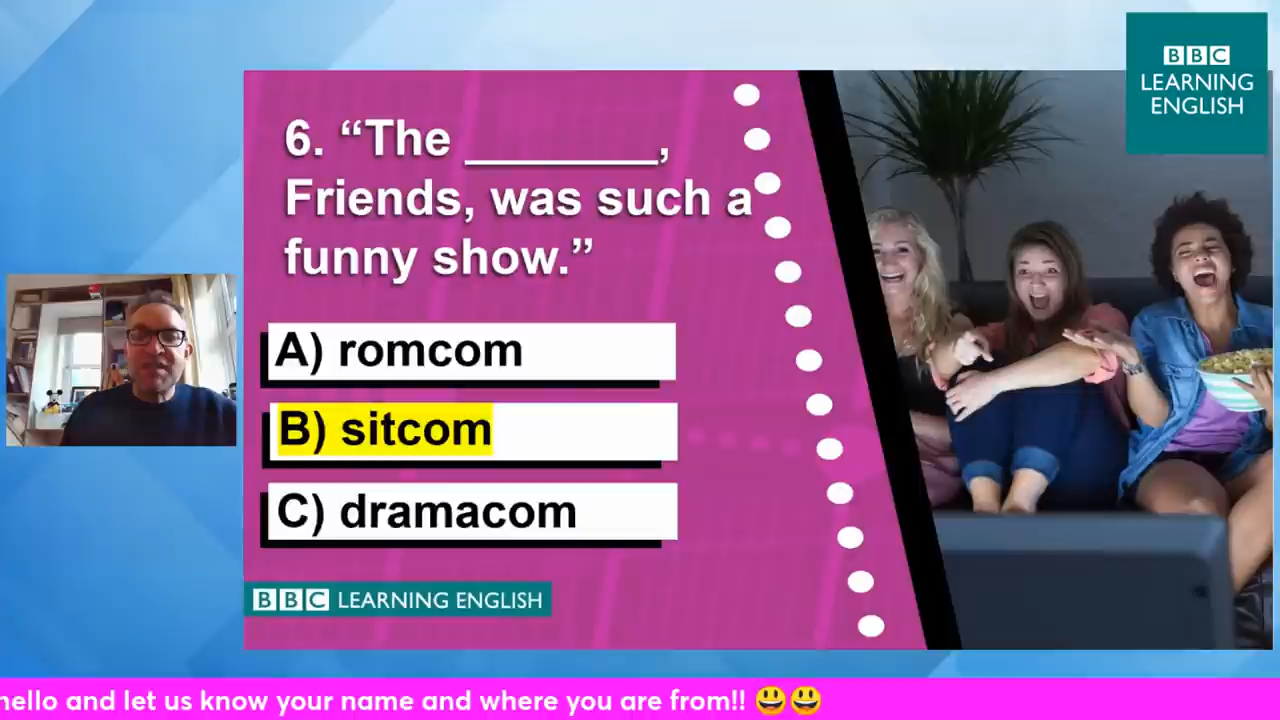 BBC
LEARNING
ENGLISH
6. “The _______,
Friends, was such a
funny show.”
A) romcom
B) sitcom
C) dramacom
BBC LEARNING ENGLISH
hello and let us know your name and where you are from!! 😃😃